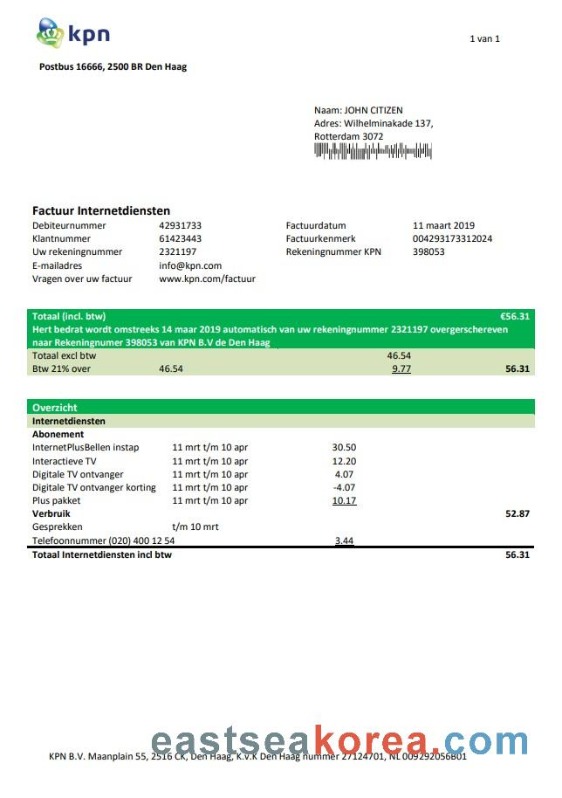 kpn
1 van 1
Postbus 16666, 2500 BR Den Haag
Naam: JOHN CITIZEN
Adres: Wilhelminakade 137,
Rotterdam 3072
Factuur Internetdiensten
Debiteurnummer 42931733 Factuurdatum 11 maart 2019
Klantnummer 61423443 Factuurkenmerk 004293173312024
Uw rekeningnummer 2321197 Rekeningnummer KPN 398053
E-mailadres info@kpn.com
Vragen over uw factuur www.kpn.com/factuur
Totaal (incl. btw) €56.31
Hert bedrat wordt omstreeks 14 maar 2019 automatisch van uw rekeningnummer 2321197 overgerschereven
naar Rekeningnumer 398053 van KPN B.V de Den Haag
Totaal excl btw 46.54
Btw 21% over 46.54 9.77 56.31
Overzicht
Internetdiensten
Abonement
InternetPlusBellen instap 11 mrt t/m 10 apr 30.50
Interactieve TV 11 mrt t/m 10 apr 12.20
Digitale TV ontvanger 11 mrt t/m 10 apr 4.07
Digitale TV ontvanger korting 11 mrt t/m 10 apr -4.07
Plus pakket 11 mrt t/m 10 apr 10.17
Verbruik 52.87
Gesprekken t/m 10 mrt
Telefoonnummer (020) 400 12 54 3.44
Totaal Internetdiensten incl btw 56.31
eastseakorea.com
KPN B.V. Maanplain 55, 2516 CK, Den Haag, K.v.K Den Haag nummer 27124701, NL 009292056B01